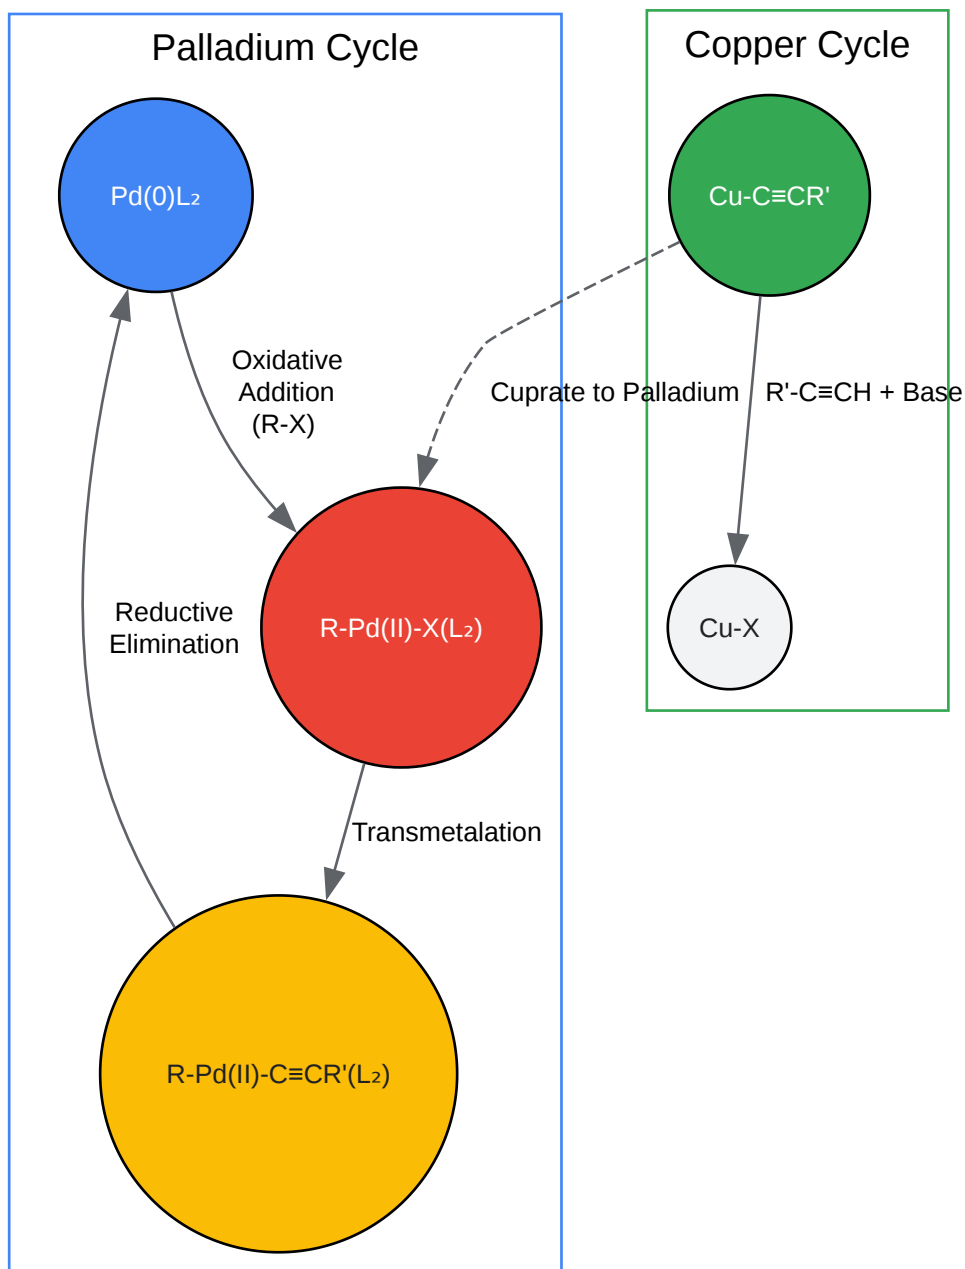 Palladium Cycle
Copper Cycle
Pd(0)L₂
Cu-C≡CR'
Oxidative
Addition
(R-X)
Cuprate to Palladium
R'-C≡CH + Base
Reductive
Elimination
R-Pd(II)-X(L₂)
Cu-X
Transmetalation
R-Pd(II)-C≡CR'(L₂)